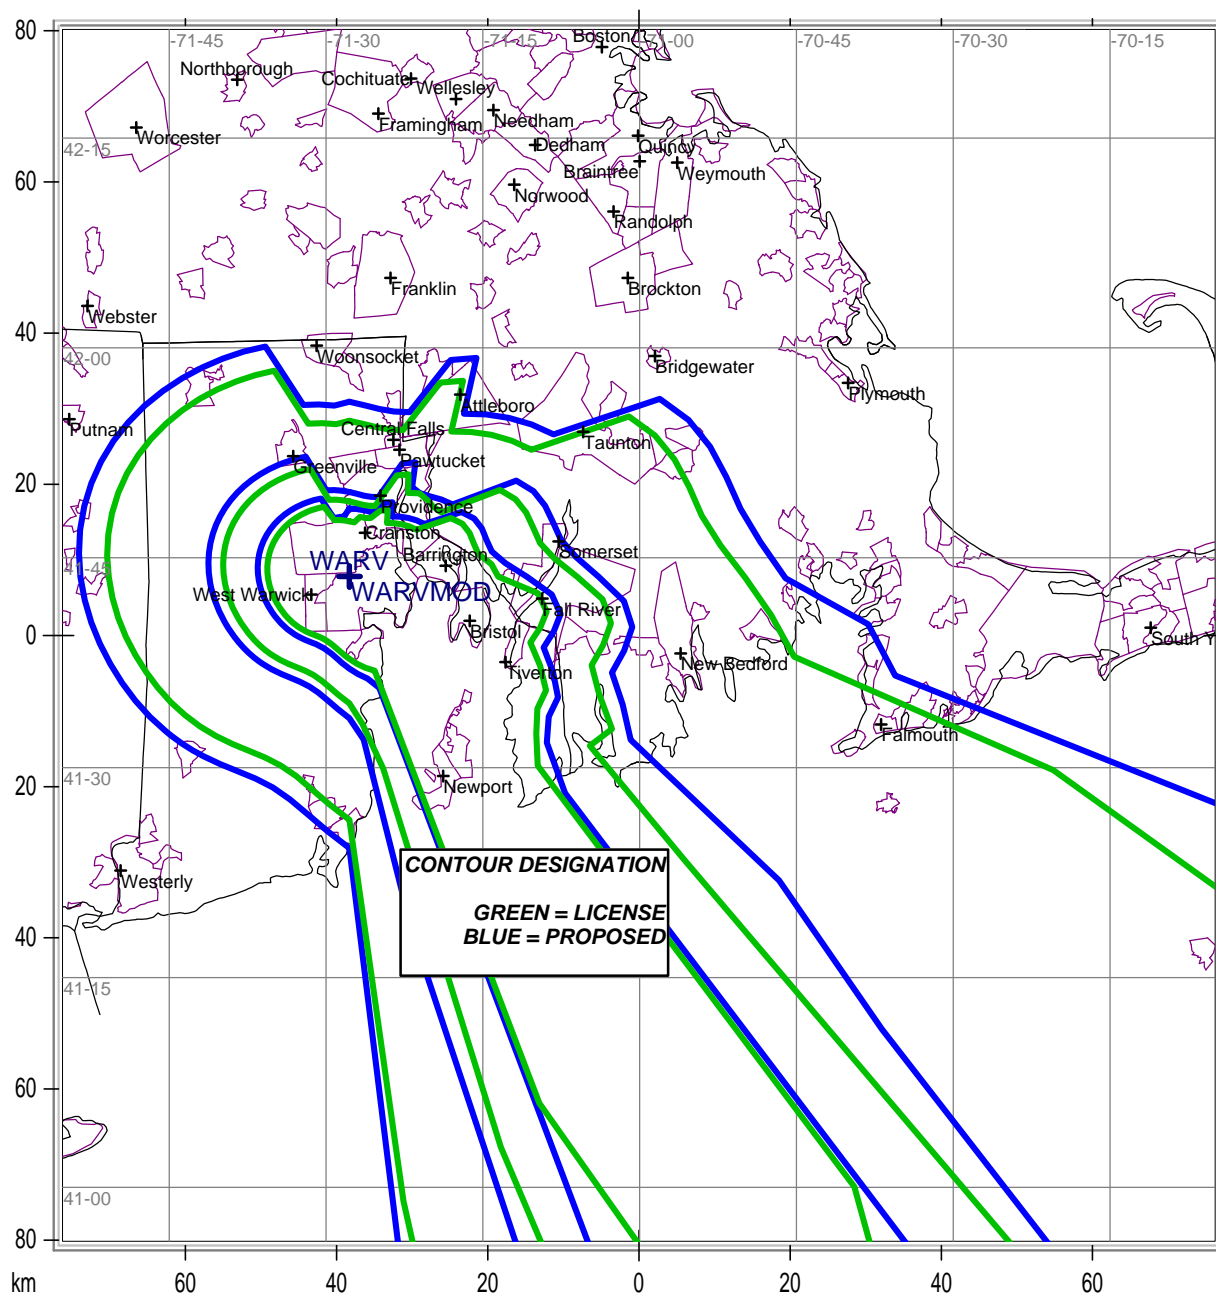 80
-71-45
-71-30
-71-15
-71-00
-70-45
-70-30
-70-15
Boston
Northborough
Cochituate
Wellesley
Worcester
Framingham
Needham
Dedham
Quincy
42-15
Braintree
Weymouth
60
Norwood
Randolph
Franklin
Brockton
Webster
40
42-00
Woonsocket
Bridgewater
Plymouth
Attleboro
Putnam
Central Falls
Taunton
Pawtucket
Greenville
20
Providence
Cranston
Barrington
Somerset
WARV
41-45
WARVMOD
West Warwick
Fall River
0
Bristol
South Y
Tiverton
New Bedford
Falmouth
41-30
20
Newport
CONTOUR DESIGNATION
Westerly
GREEN = LICENSE
BLUE = PROPOSED
40
41-15
60
41-00
80
km
60
40
20
0
20
40
60